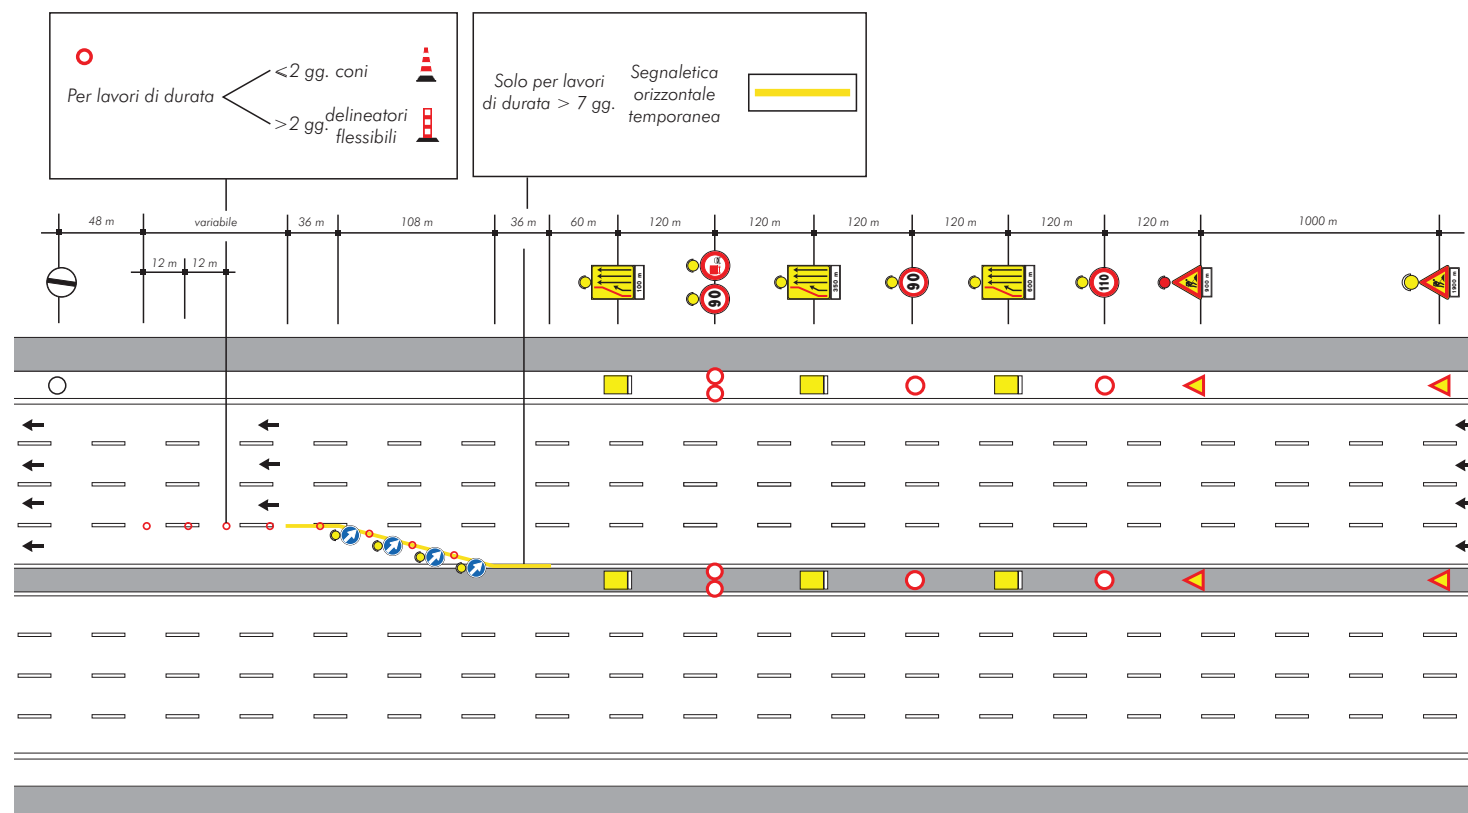 Per lavori di durata
<2 gg. coni
>2 gg. delineatori
flessibili
Solo per lavori
di durata > 7 gg.
Segnaletica
orizzontale
temporanea
48 m
variabile
36 m
108 m
36 m
60 m
120 m
120 m
120 m
120 m
120 m
120 m
1000 m
12 m
12 m
100 m
90
350 m
90
600 m
110
900 m
1900 m